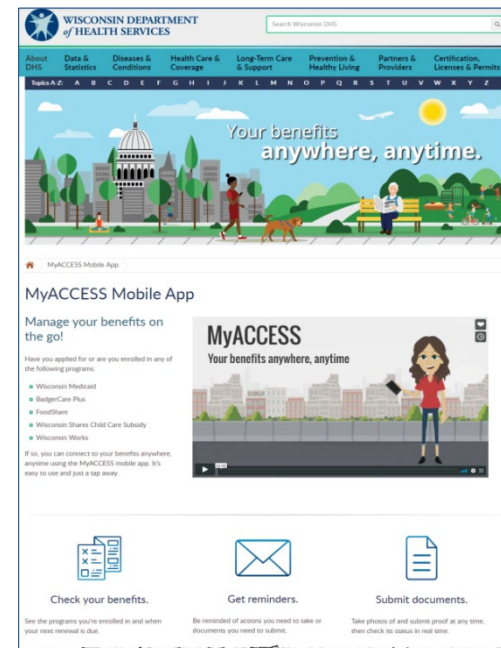 WISCONSIN DEPARTMENT
of HEALTH SERVICES
Search Wisconsin DHS
About DHS
Data & Statistics
Diseases & Conditions
Health Care & Coverage
Long-Term Care & Support
Prevention & Healthy Living
Partners & Providers
Certification, Licenses & Permits
Topics A-Z: A B C D E F G H I J K L M N O P Q R S T U V W X Y Z
Your benefits
anywhere, anytime.
MyACCESS Mobile App
MyACCESS Mobile App
Manage your benefits on
the go!
Have you applied for or are you enrolled in any of
the following programs:
Wisconsin Medicaid
BadgerCare Plus
FoodShare
Wisconsin Shares Child Care Subsidy
Wisconsin Works
If so, you can connect to your benefits anywhere,
anytime using the MyACCESS mobile app. It's
easy to use and just a tap away.
MyACCESS
Your benefits anywhere, anytime
Check your benefits.
See the programs you're enrolled in and when
your next renewal is due.
Get reminders.
Be reminded of actions you need to take or
documents you need to submit.
Submit documents.
Take photos of and submit proof at any time,
then check its status in real time.